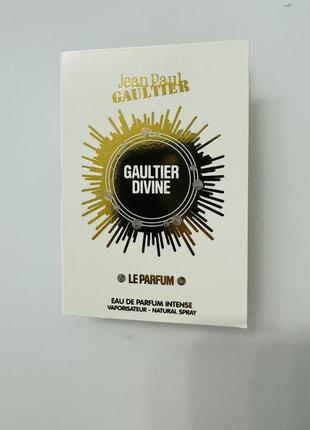 Jean Paul
GAULTIER
GAULTIER
DIVINE
LE PARFUM
EAU DE PARFUM INTENSE
VAPORISATEUR - NATURAL SPRAY